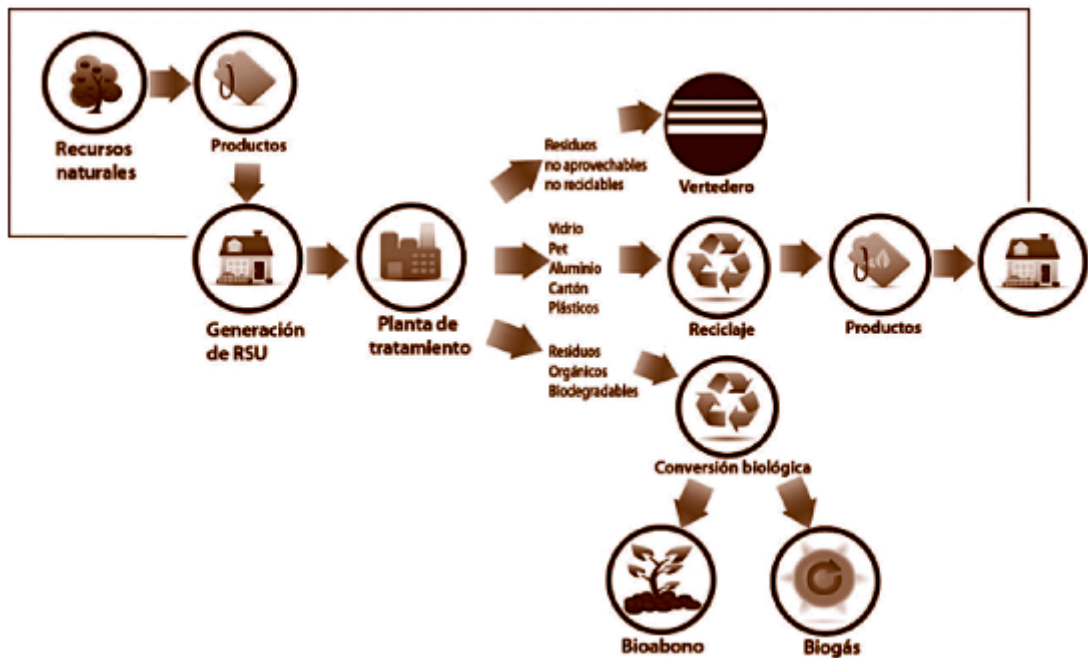 Recursos
naturales
Productos
Residuos
no aprovechables
no reciclables
Vertedero
Generación
de RSU
Planta de
tratamiento
Vidrio
Pet
Aluminio
Cartón
Plásticos
Reciclaje
Productos
Residuos
Orgánicos
Biodegradables
Conversión biológica
Bioabono
Biogás